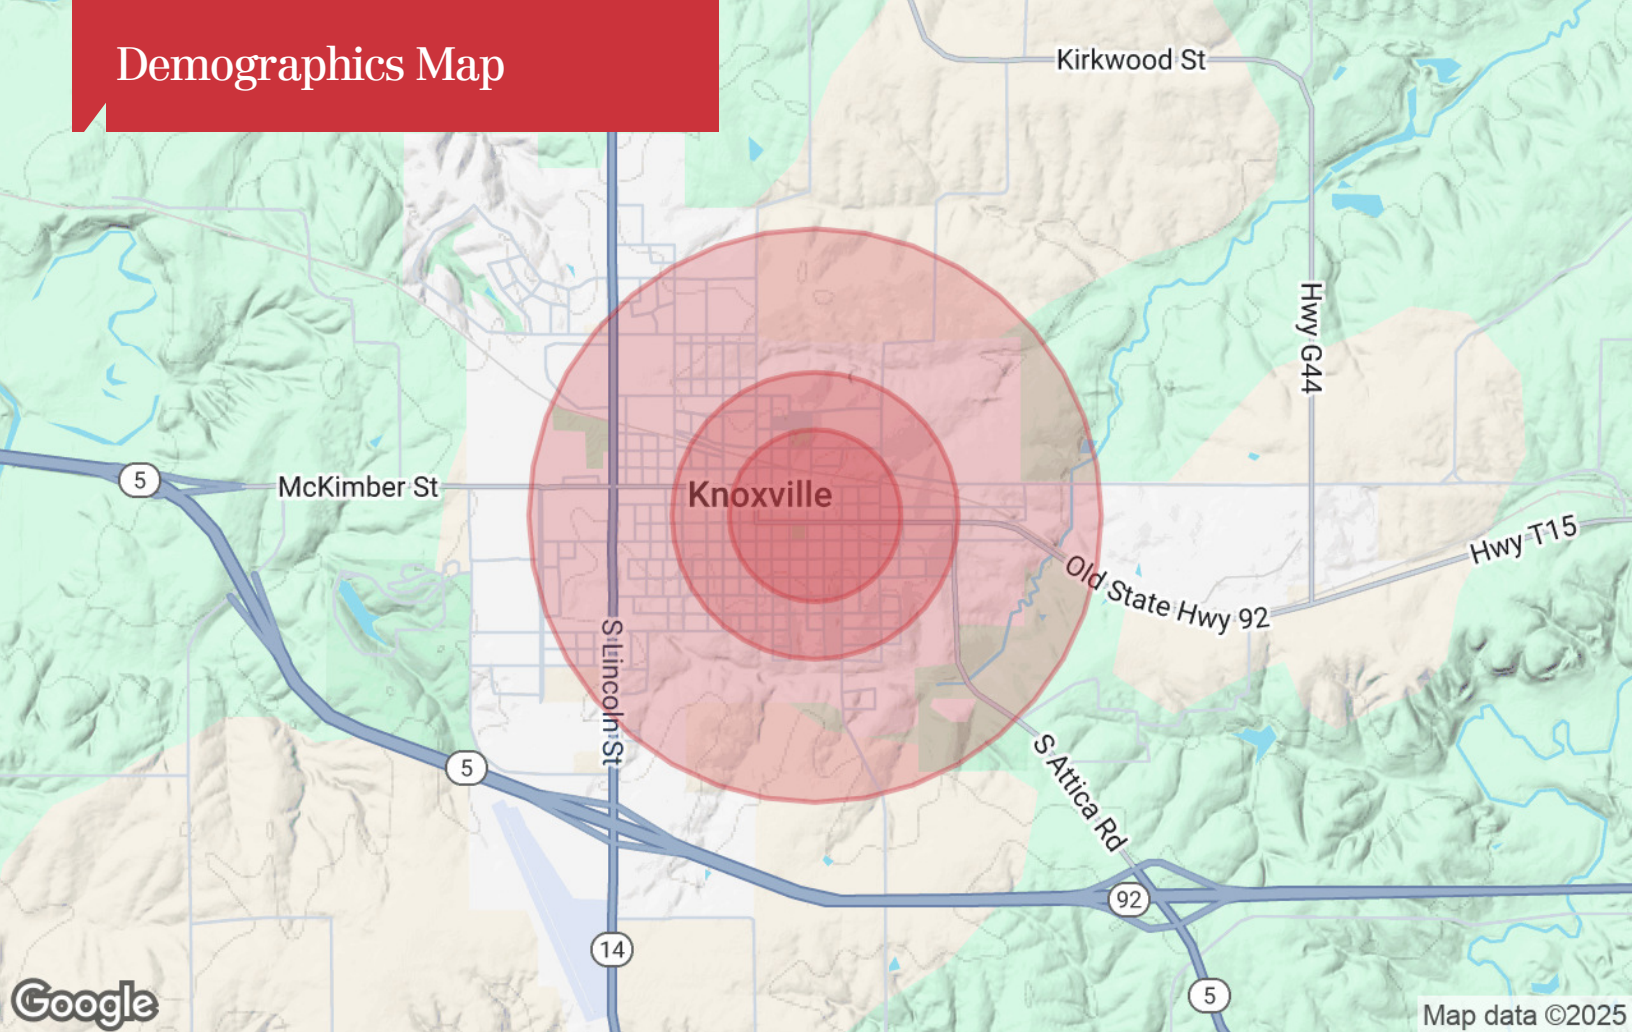 Demographics Map
Kirkwood St
Hwy G44
5
McKimber St
Knoxville
Hwy T15
Old State Hwy 92
S Lincoln St
5
S Attica Rd
92
14
5
Google
Map data ©2025